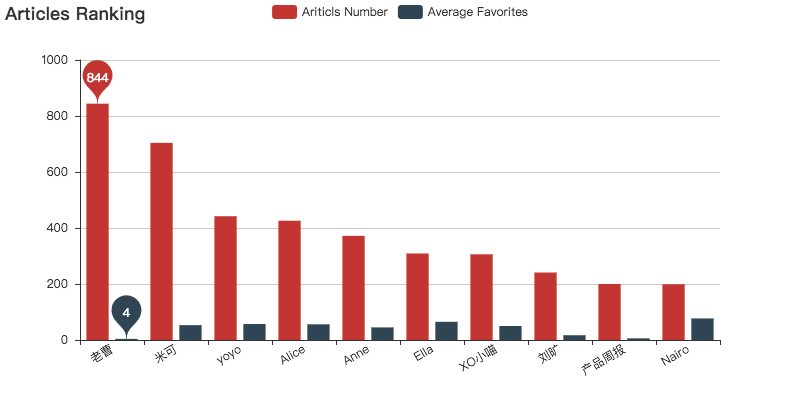 Articles Ranking
Ariticls Number
Average Favorites
1000
800
600
400
200
0
844
4
老曹
米可
yoyo
Alice
Anne
Ella
XO小喵
刘旷
产品周报
Nairo